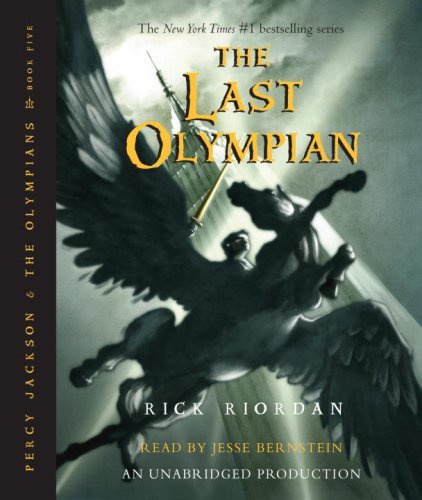 The New York Times #1 bestselling series
THE
LAST
OLYMPIAN
PERCY JACKSON & THE OLYMPIANS BOOK FIVE
RICK RIORDAN
READ BY JESSE BERNSTEIN
AN UNABRIDGED PRODUCTION